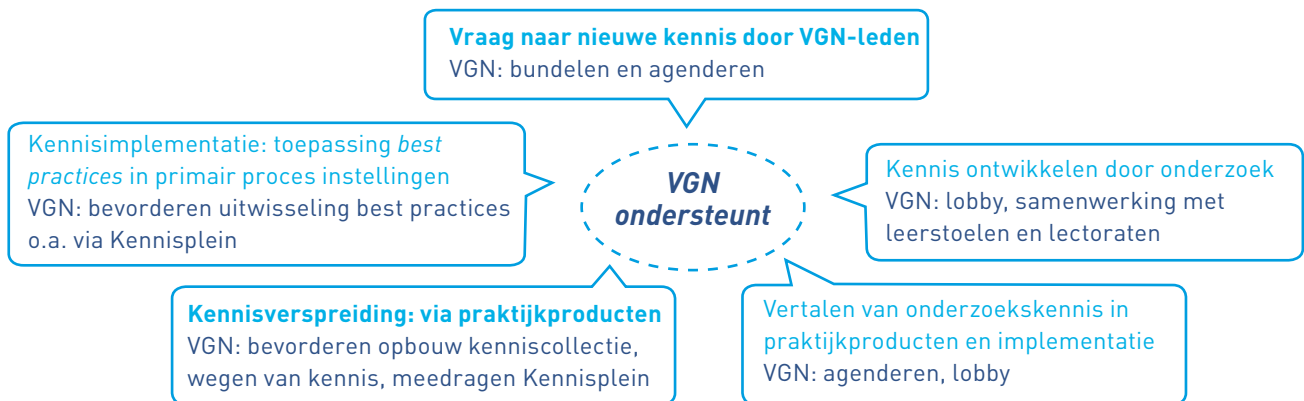 Vraag naar nieuwe kennis door VGN-leden
VGN: bundelen en agenderen
Kennisimplementatie: toepassing best
practices in primair proces instellingen
VGN: bevorderen uitwisseling best practices
o.a. via Kennisplein
VGN
ondersteunt
Kennis ontwikkelen door onderzoek
VGN: lobby, samenwerking met
leerstoelen en lectoraten
Kennisverspreiding: via praktijkproducten
VGN: bevorderen opbouw kenniscollectie,
wegen van kennis, meedragen Kennisplein
Vertalen van onderzoekskennis in
praktijkproducten en implementatie
VGN: agenderen, lobby